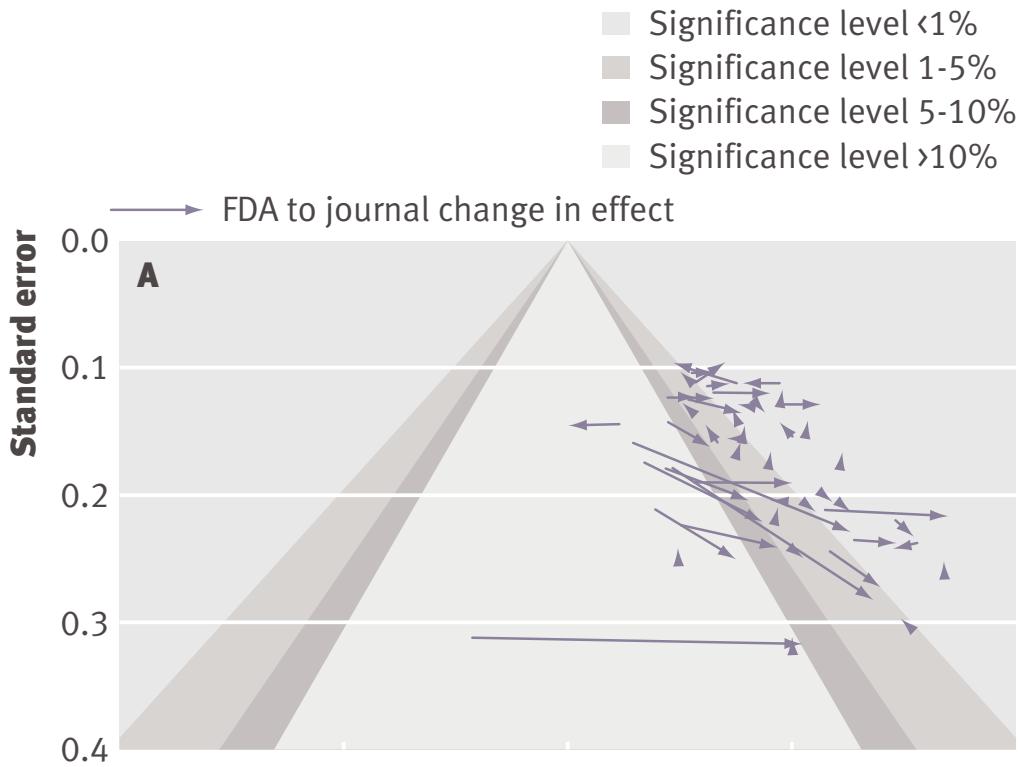 Significance level <1%
Significance level 1-5%
Significance level 5-10%
Significance level >10%
FDA to journal change in effect
Standard error
0.0
A
0.1
0.2
0.3
0.4